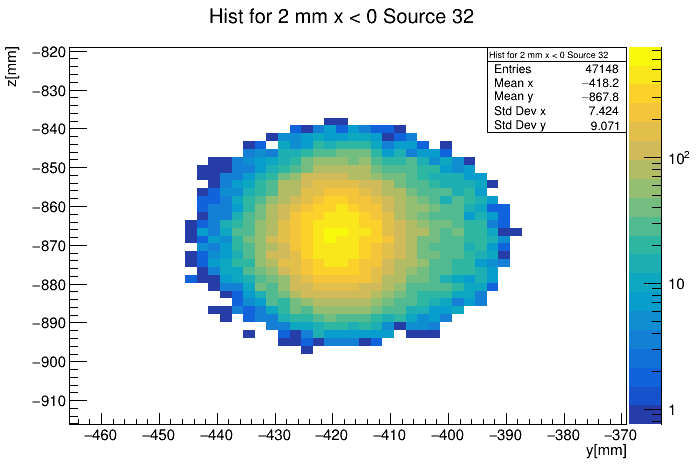 Hist for 2 mm x < 0 Source 32
z[mm]
Hist for 2 mm x < 0 Source 32
Entries 47148
Mean x −418.2
Mean y −867.8
Std Dev x 7.424
Std Dev y 9.071
−820
−830
−840
−850
−860
−870
−880
−890
−900
−910
10²
10
1
−460 −450 −440 −430 −420 −410 −400 −390 −380 −370
y[mm]